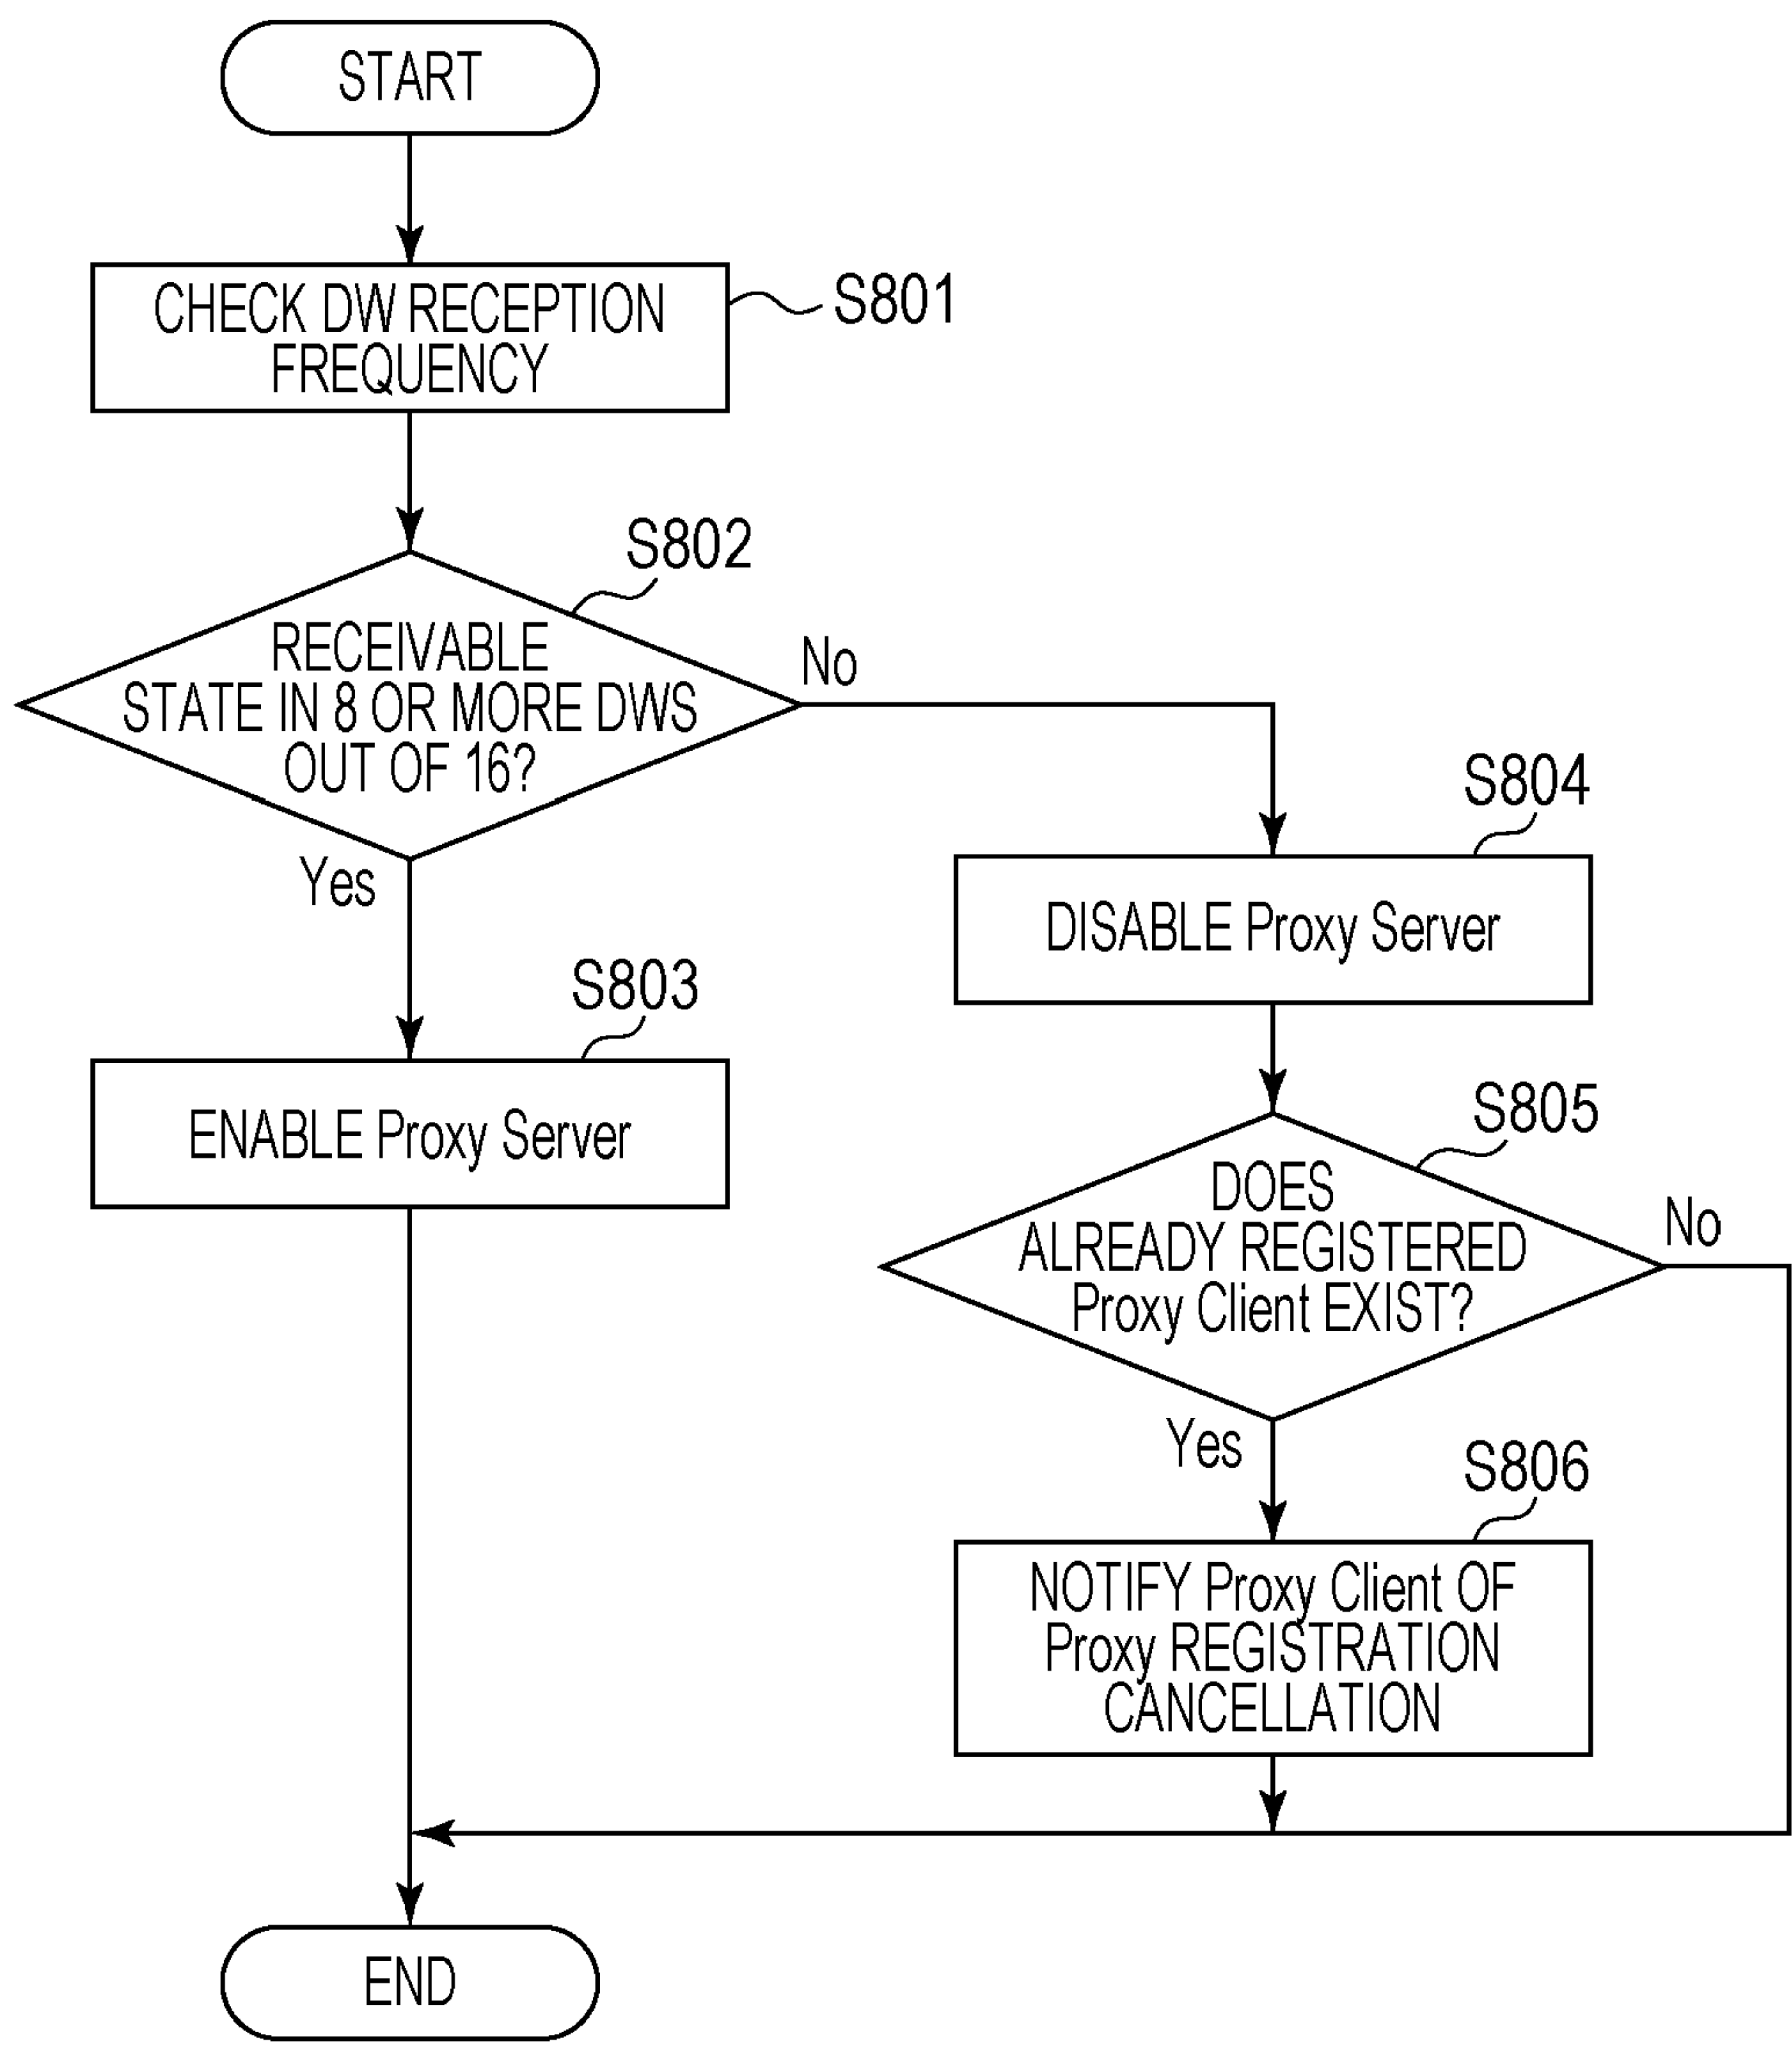 START
CHECK DW RECEPTION
FREQUENCY
S801
S802
RECEIVABLE
STATE IN 8 OR MORE DWS
OUT OF 16?
No
Yes
S803
ENABLE Proxy Server
S804
DISABLE Proxy Server
S805
DOES
ALREADY REGISTERED
Proxy Client EXIST?
No
Yes
S806
NOTIFY Proxy Client OF
Proxy REGISTRATION
CANCELLATION
END